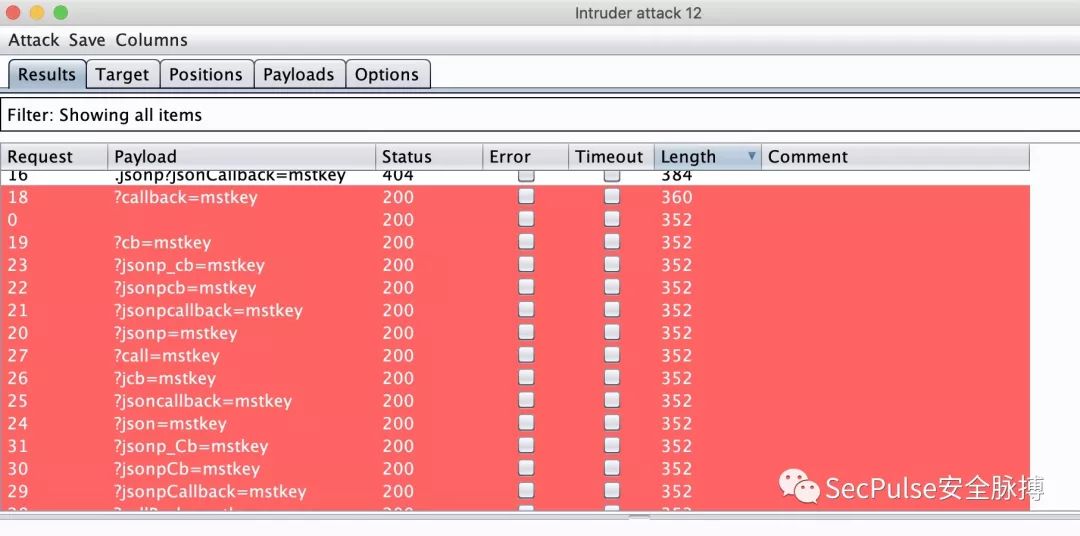 Intruder attack 12
Attack Save Columns
Results Target Positions Payloads Options
Filter: Showing all items
Request Payload Status Error Timeout Length Comment
16 .jsonp?jsonCallback=mstkey 404 384
18 ?callback=mstkey 200 360
0 200 352
19 ?cb=mstkey 200 352
23 ?jsonp_cb=mstkey 200 352
22 ?jsonpcb=mstkey 200 352
21 ?jsonpcallback=mstkey 200 352
20 ?jsonp=mstkey 200 352
27 ?call=mstkey 200 352
26 ?jcb=mstkey 200 352
25 ?jsoncallback=mstkey 200 352
24 ?json=mstkey 200 352
31 ?jsonp_Cb=mstkey 200 352
30 ?jsonpCb=mstkey 200 352
29 ?jsonpCallback=mstkey 200 352
SecPulse安全脉搏